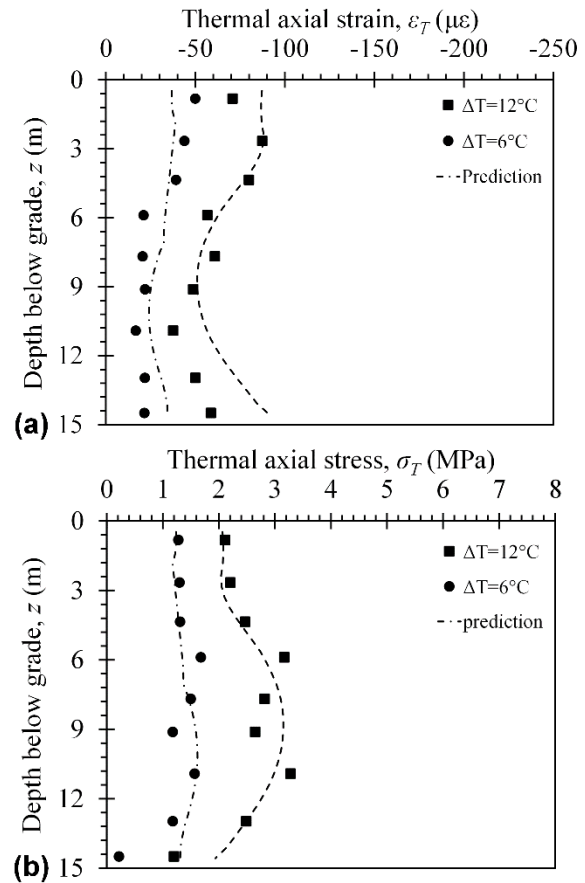 Thermal axial strain, εT (με)
0 -50 -100 -150 -200 -250
0
3
6
9
12
15
Depth below grade, z (m)
ΔT=12°C
ΔT=6°C
Prediction
(a)
Thermal axial stress, σT (MPa)
0 1 2 3 4 5 6 7 8
0
3
6
9
12
15
Depth below grade, z (m)
ΔT=12°C
ΔT=6°C
prediction
(b)